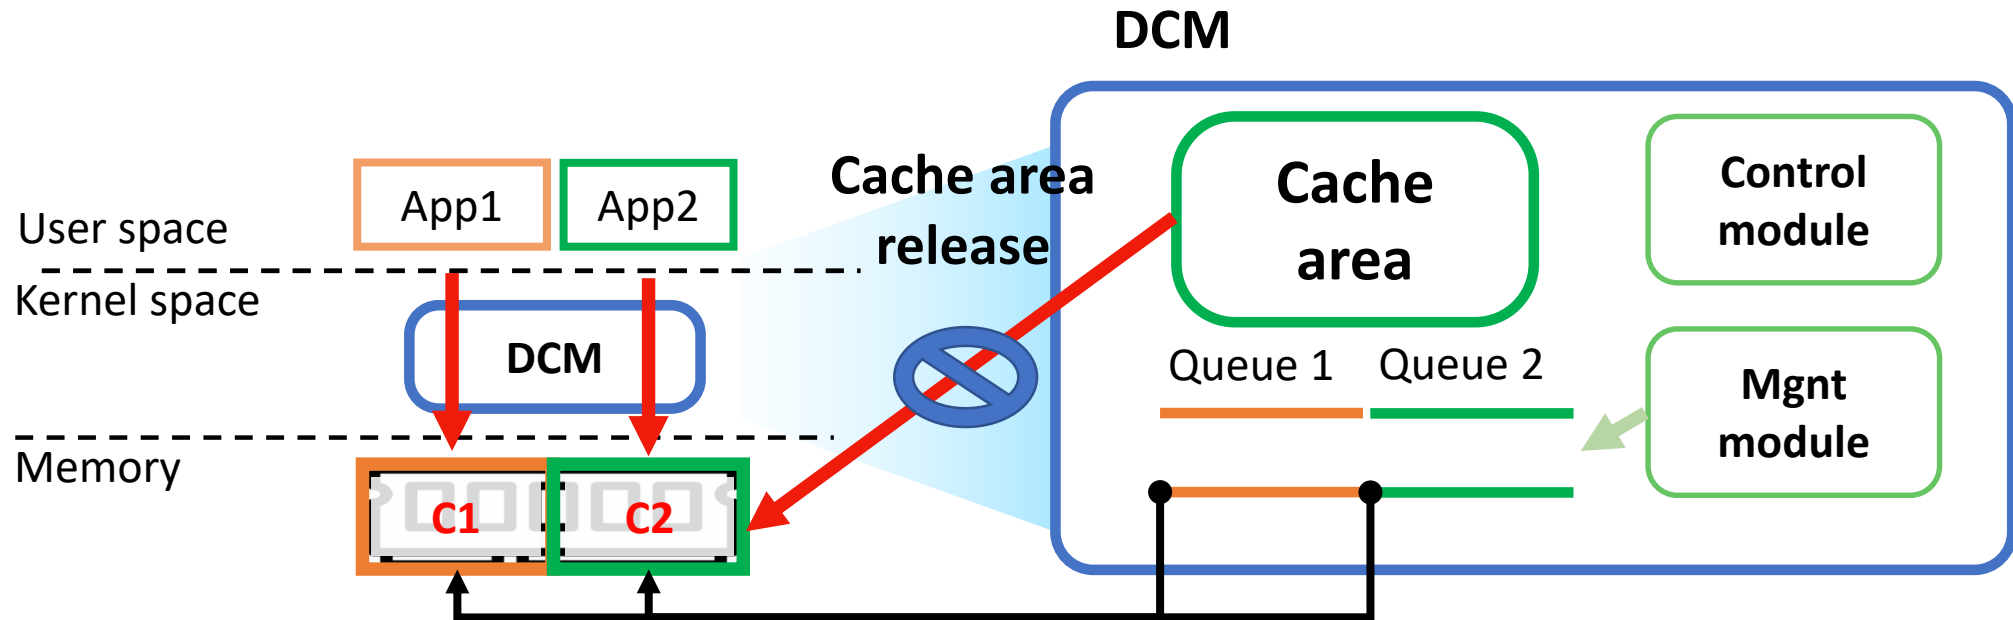 DCM
App1
App2
User space
Kernel space
DCM
Memory
C1
C2
Cache area
release
Cache
area
Queue 1
Queue 2
Control
module
Mgnt
module